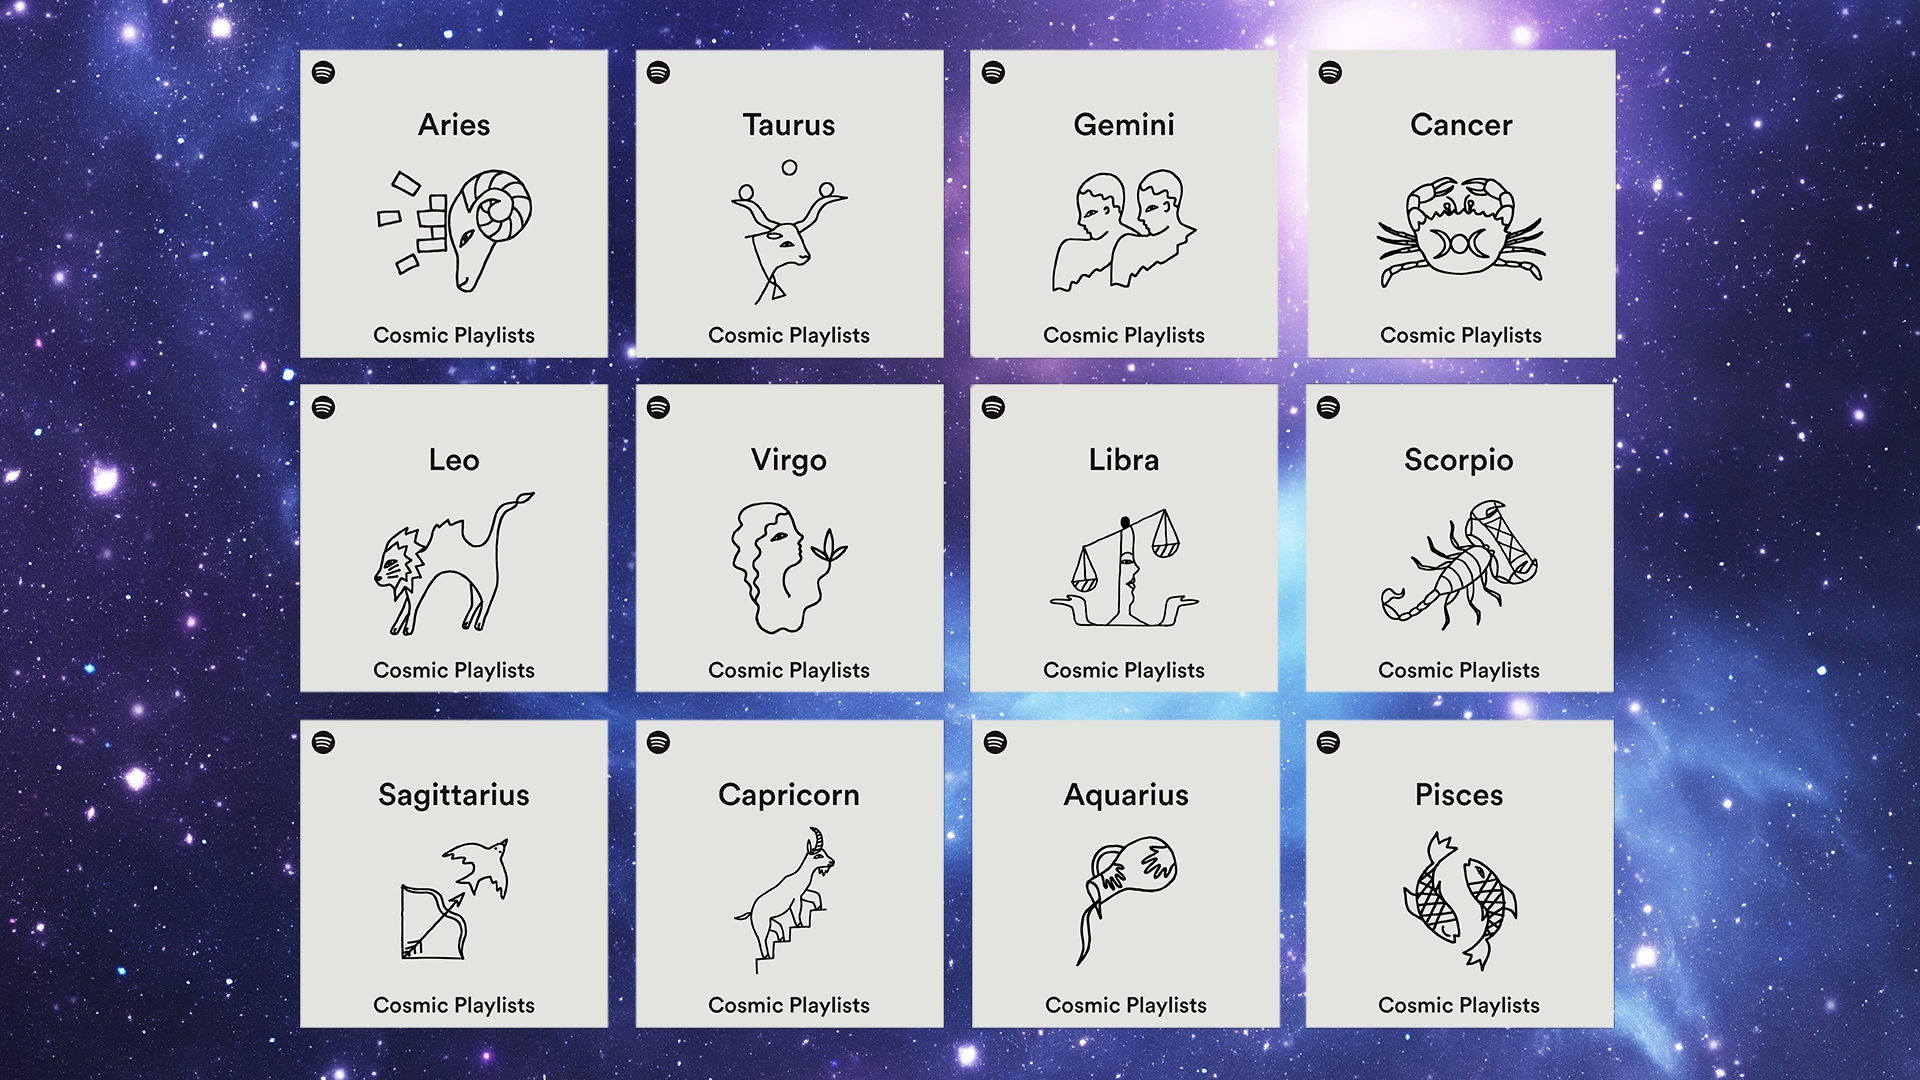 Aries
Cosmic Playlists
Taurus
Cosmic Playlists
Gemini
Cosmic Playlists
Cancer
Cosmic Playlists
Leo
Cosmic Playlists
Virgo
Cosmic Playlists
Libra
Cosmic Playlists
Scorpio
Cosmic Playlists
Sagittarius
Cosmic Playlists
Capricorn
Cosmic Playlists
Aquarius
Cosmic Playlists
Pisces
Cosmic Playlists